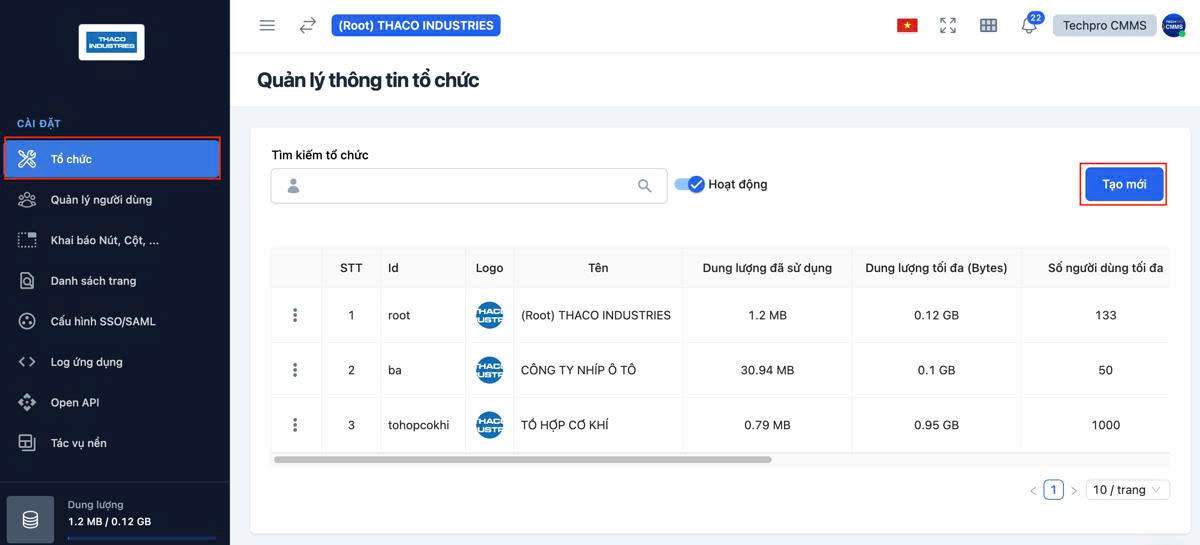 THACO
INDUSTRIES
CÀI ĐẶT
Tổ chức
Quản lý người dùng
Khai báo Nút, Cột, ...
Danh sách trang
Cấu hình SSO/SAML
Log ứng dụng
Open API
Tác vụ nền
Dung lượng
1.2 MB / 0.12 GB
(Root) THACO INDUSTRIES
22
Techpro CMMS
Quản lý thông tin tổ chức
Tìm kiếm tổ chức
Hoạt động
Tạo mới
STT Id Logo Tên Dung lượng đã sử dụng Dung lượng tối đa (Bytes) Số người dùng tối đa
1 root (Root) THACO INDUSTRIES 1.2 MB 0.12 GB 133
2 ba CÔNG TY NHÍP Ô TÔ 30.94 MB 0.1 GB 50
3 tohopcokhi TỔ HỢP CƠ KHÍ 0.79 MB 0.95 GB 1000
1 10 / trang